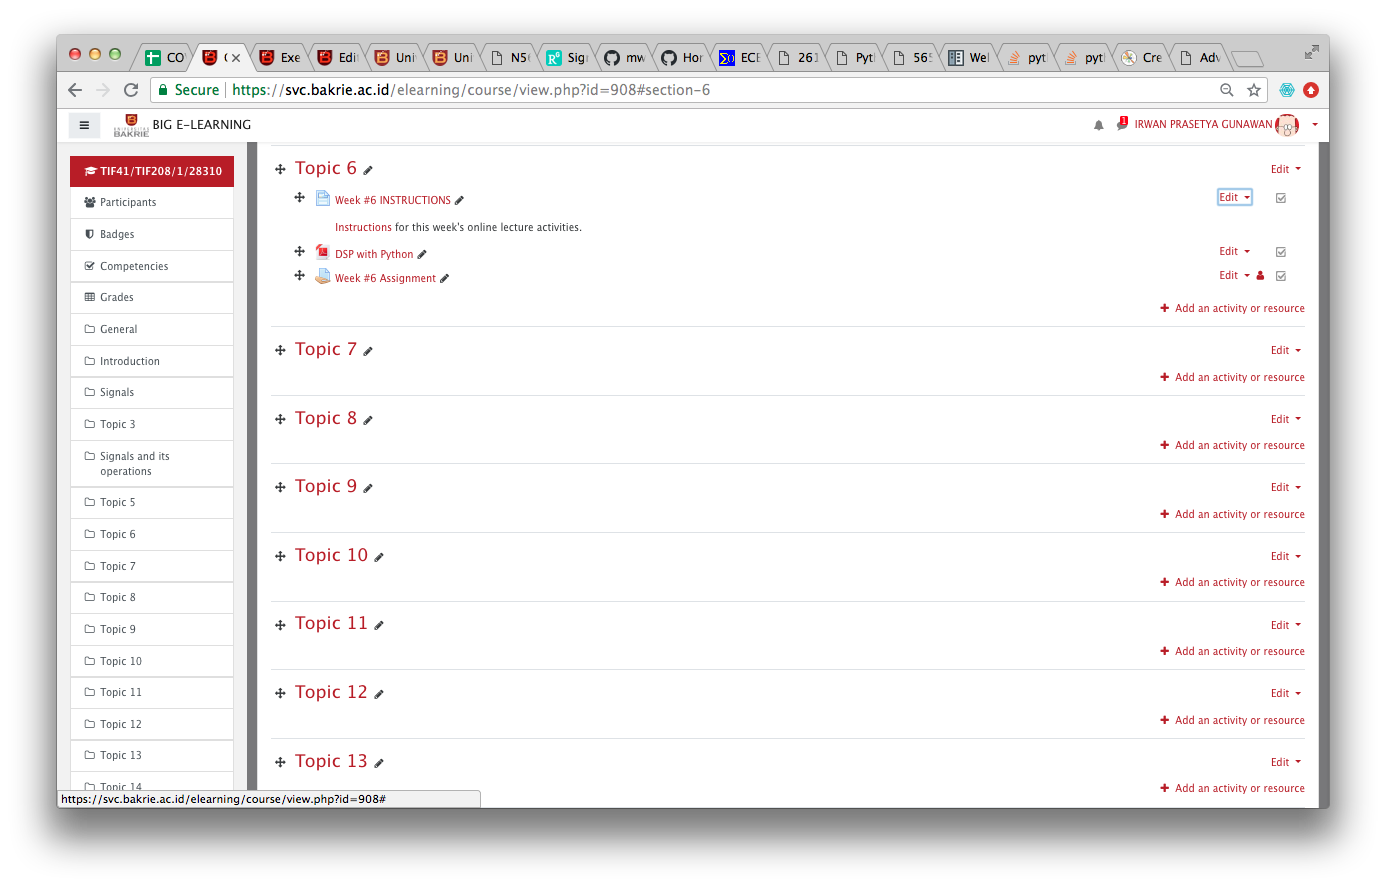 CO
Exe
Edi
Uni
Uni
N5
Sig
mw
Hor
ECE
261
Pyt
565
Wel
pyt
pyt
Cre
Adv
Secure https://svc.bakrie.ac.id/elearning/course/view.php?id=908#section-6
UNIVERSITAS BAKRIE BIG E-LEARNING
1 IRWAN PRASETYA GUNAWAN
TIF41/TIF208/1/28310
Participants
Badges
Competencies
Grades
General
Introduction
Signals
Topic 3
Signals and its
operations
Topic 5
Topic 6
Topic 7
Topic 8
Topic 9
Topic 10
Topic 11
Topic 12
Topic 13
Topic 14
Topic 6 Edit
Week #6 INSTRUCTIONS Edit
Instructions for this week's online lecture activities.
DSP with Python Edit
Week #6 Assignment Edit
Add an activity or resource
Topic 7 Edit
Add an activity or resource
Topic 8 Edit
Add an activity or resource
Topic 9 Edit
Add an activity or resource
Topic 10 Edit
Add an activity or resource
Topic 11 Edit
Add an activity or resource
Topic 12 Edit
Add an activity or resource
Topic 13 Edit
Add an activity or resource
https://svc.bakrie.ac.id/elearning/course/view.php?id=908#